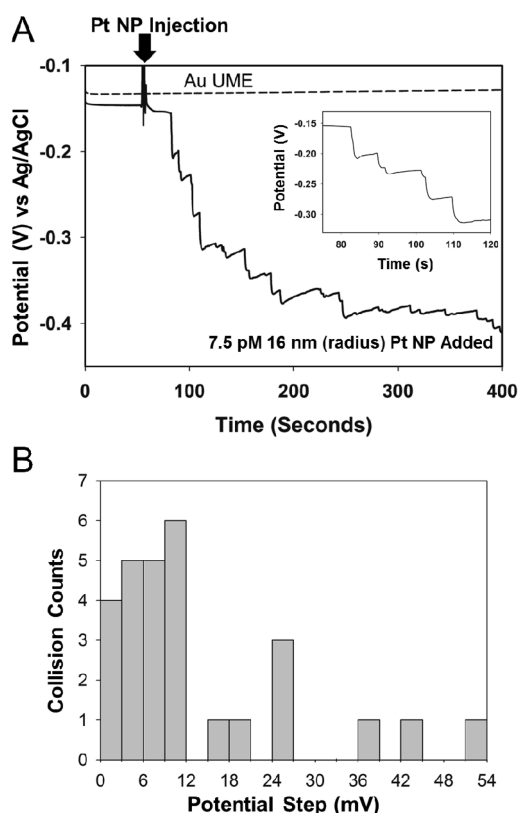 A
Pt NP Injection
-0.1
-0.2
-0.3
-0.4
Potential (V) vs Ag/AgCl
Au UME
-0.15
-0.20
-0.25
-0.30
Potential (V)
80 90 100 110 120
Time (s)
7.5 pM 16 nm (radius) Pt NP Added
0 100 200 300 400
Time (Seconds)
B
7
6
5
4
3
2
1
0
Collision Counts
0 6 12 18 24 30 36 42 48 54
Potential Step (mV)